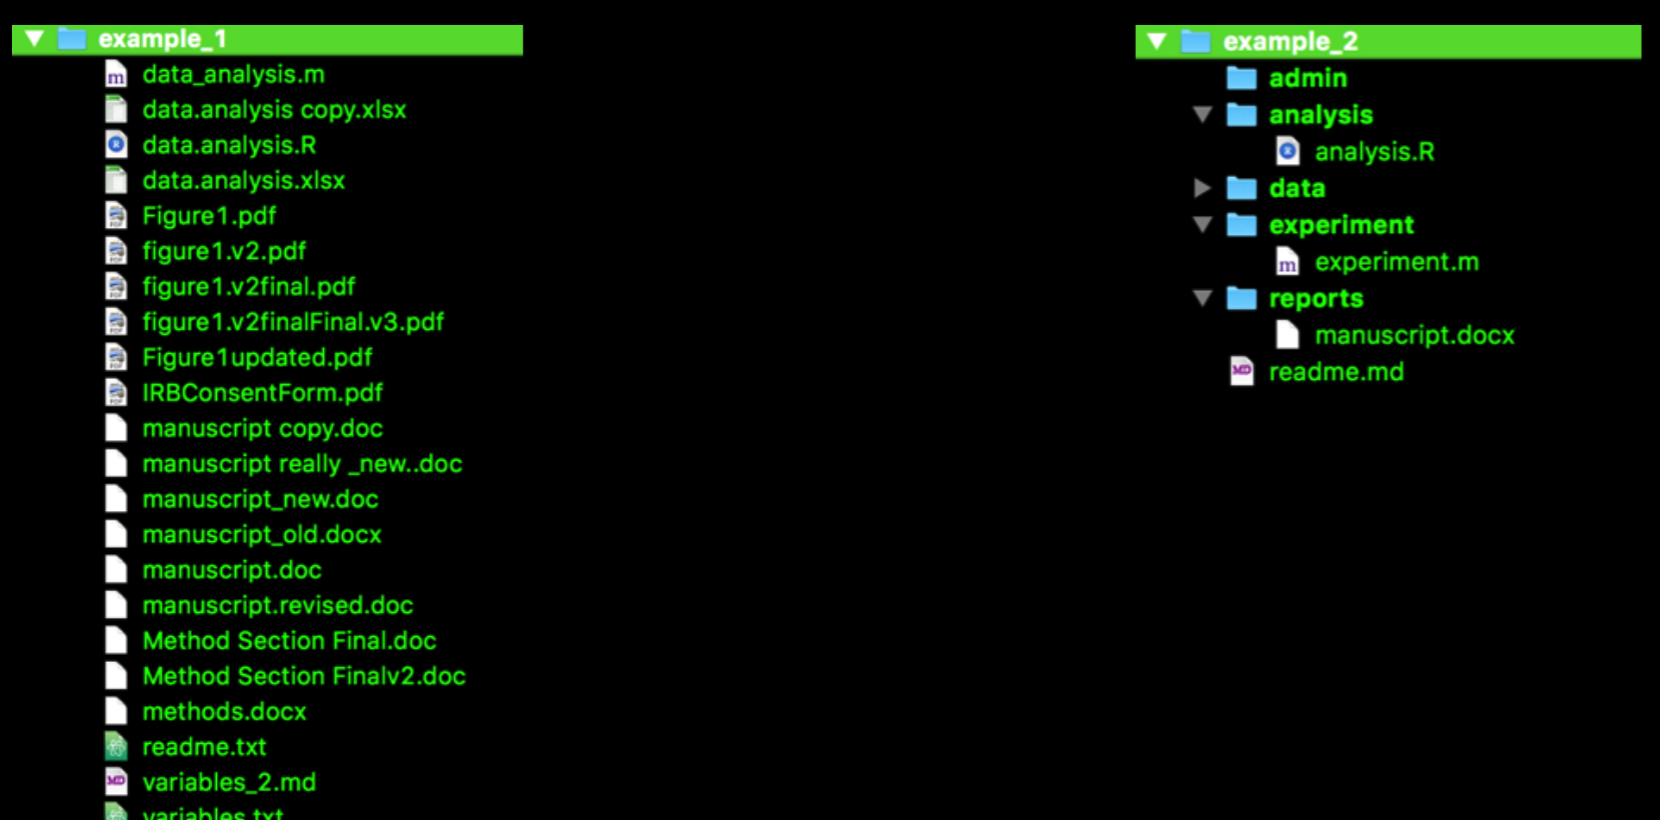 example_1
data_analysis.m
data.analysis copy.xlsx
data.analysis.R
data.analysis.xlsx
Figure1.pdf
figure1.v2.pdf
figure1.v2final.pdf
figure1.v2finalFinal.v3.pdf
Figure1updated.pdf
IRBConsentForm.pdf
manuscript copy.doc
manuscript really _new..doc
manuscript_new.doc
manuscript_old.docx
manuscript.doc
manuscript.revised.doc
Method Section Final.doc
Method Section Finalv2.doc
methods.docx
readme.txt
variables_2.md
variables.txt
example_2
admin
analysis
analysis.R
data
experiment
experiment.m
reports
manuscript.docx
readme.md